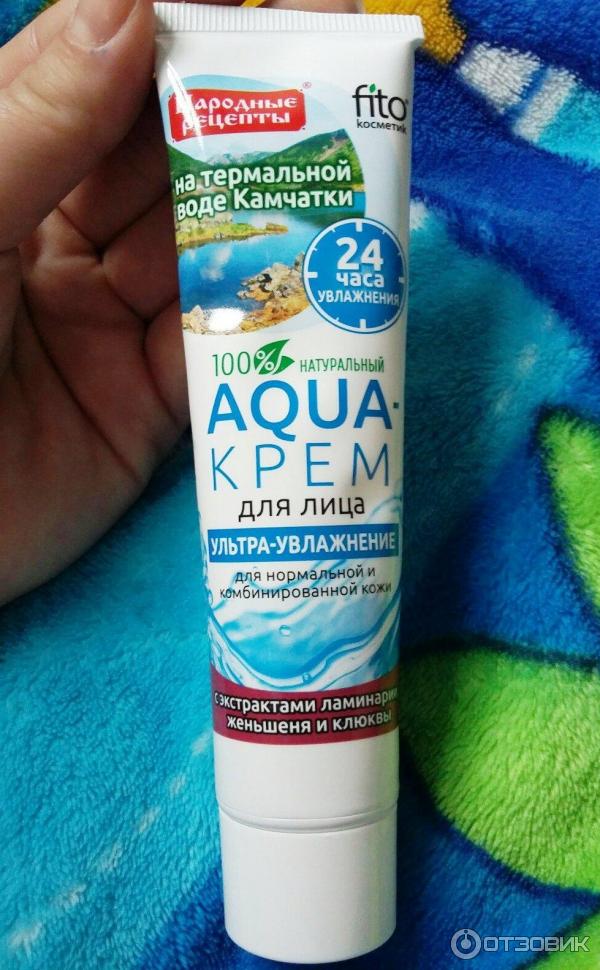 Народные
рецепты®
fito®
косметик
на термальной
воде Камчатки
24
часа
УВЛАЖНЕНИЯ
100% НАТУРАЛЬНЫЙ
AQUA-
КРЕМ
для лица
УЛЬТРА-УВЛАЖНЕНИЕ
для нормальной и
комбинированной кожи
с экстрактами ламинарии
женьшеня и клюквы
ОТЗОВИК